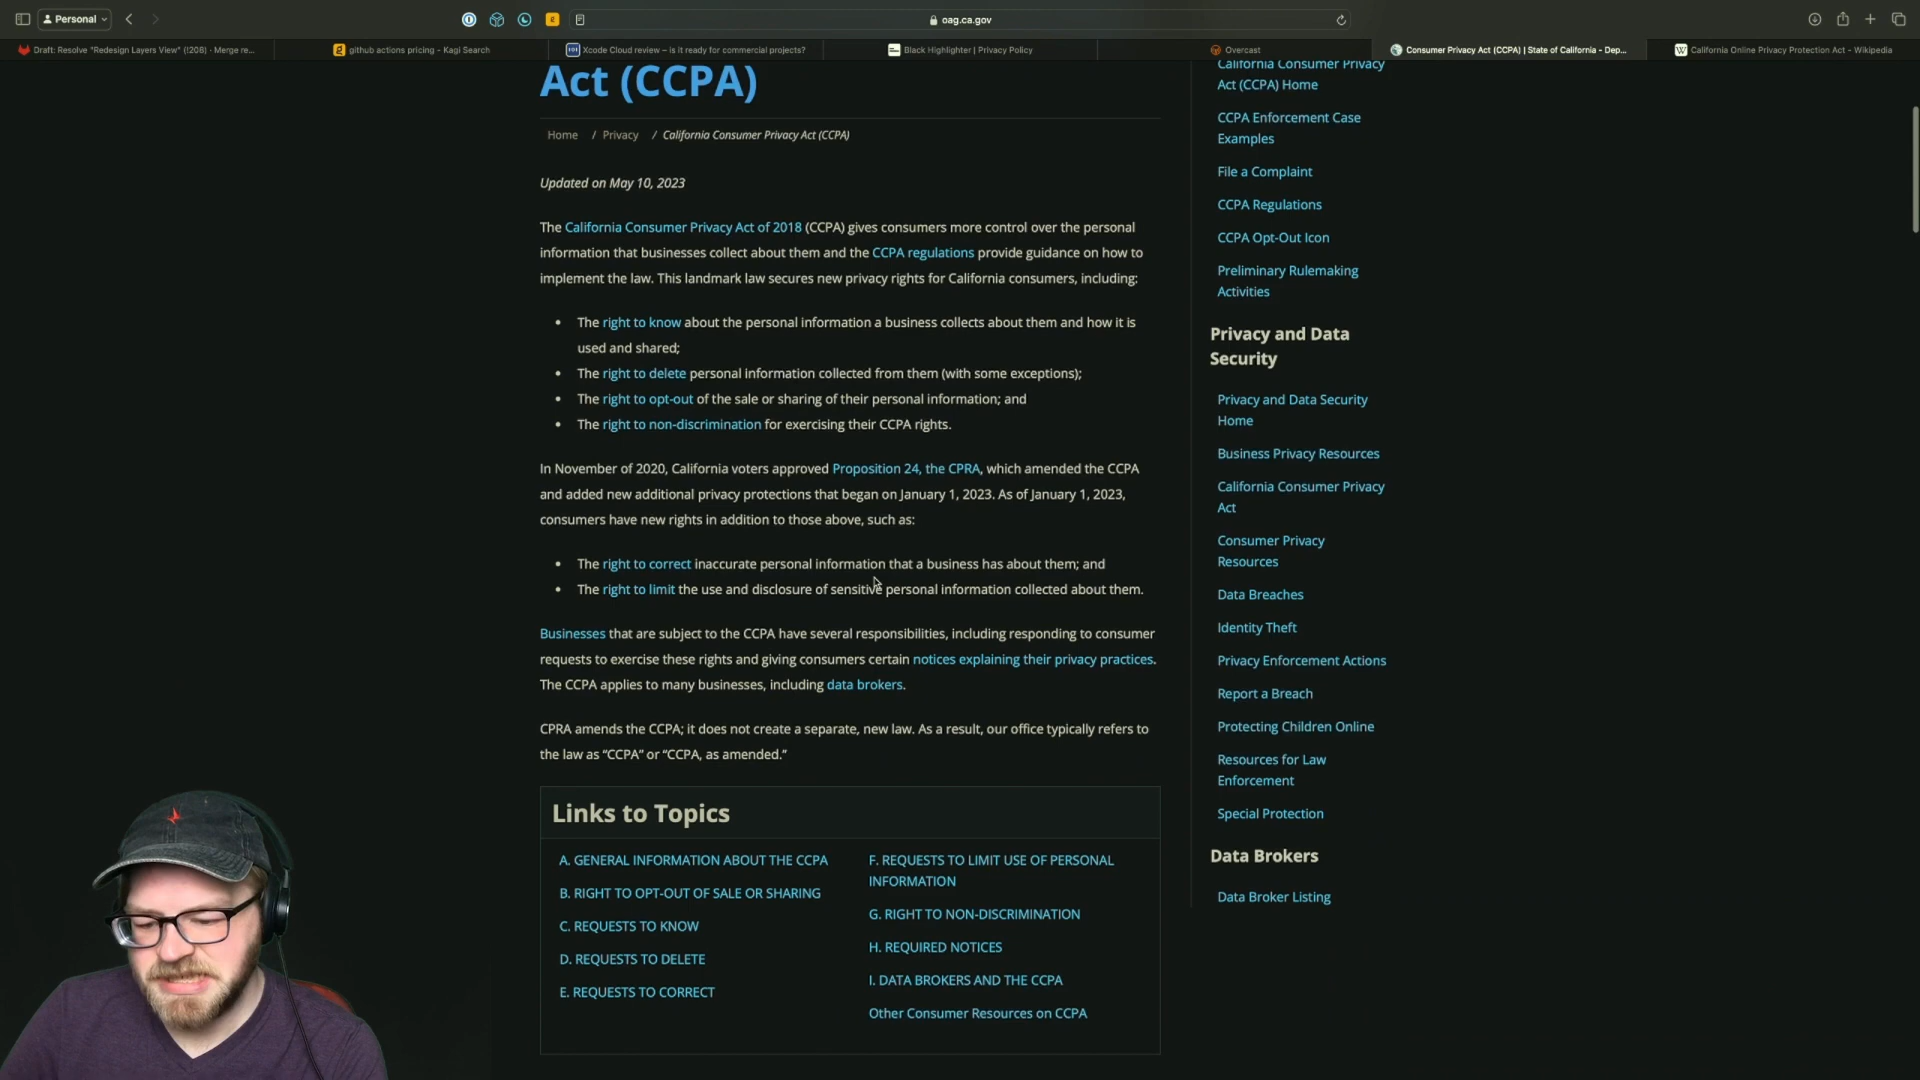 Personal
oag.ca.gov
Draft: Resolve "Redesign Layers View" (!208) · Merge re...
github actions pricing - Kagi Search
Xcode Cloud review – is it ready for commercial projects?
Black Highlighter | Privacy Policy
Overcast
Consumer Privacy Act (CCPA) | State of California - Dep...
California Online Privacy Protection Act - Wikipedia
Act (CCPA)
Home / Privacy / California Consumer Privacy Act (CCPA)
Updated on May 10, 2023
The California Consumer Privacy Act of 2018 (CCPA) gives consumers more control over the personal
information that businesses collect about them and the CCPA regulations provide guidance on how to
implement the law. This landmark law secures new privacy rights for California consumers, including:
• The right to know about the personal information a business collects about them and how it is
used and shared;
• The right to delete personal information collected from them (with some exceptions);
• The right to opt-out of the sale or sharing of their personal information; and
• The right to non-discrimination for exercising their CCPA rights.
In November of 2020, California voters approved Proposition 24, the CPRA, which amended the CCPA
and added new additional privacy protections that began on January 1, 2023. As of January 1, 2023,
consumers have new rights in addition to those above, such as:
• The right to correct inaccurate personal information that a business has about them; and
• The right to limit the use and disclosure of sensitive personal information collected about them.
Businesses that are subject to the CCPA have several responsibilities, including responding to consumer
requests to exercise these rights and giving consumers certain notices explaining their privacy practices.
The CCPA applies to many businesses, including data brokers.
CPRA amends the CCPA; it does not create a separate, new law. As a result, our office typically refers to
the law as “CCPA” or “CCPA, as amended.”
Links to Topics
A. GENERAL INFORMATION ABOUT THE CCPA
B. RIGHT TO OPT-OUT OF SALE OR SHARING
C. REQUESTS TO KNOW
D. REQUESTS TO DELETE
E. REQUESTS TO CORRECT
F. REQUESTS TO LIMIT USE OF PERSONAL
INFORMATION
G. RIGHT TO NON-DISCRIMINATION
H. REQUIRED NOTICES
I. DATA BROKERS AND THE CCPA
Other Consumer Resources on CCPA
California Consumer Privacy
Act (CCPA) Home
CCPA Enforcement Case
Examples
File a Complaint
CCPA Regulations
CCPA Opt-Out Icon
Preliminary Rulemaking
Activities
Privacy and Data
Security
Privacy and Data Security
Home
Business Privacy Resources
California Consumer Privacy
Act
Consumer Privacy
Resources
Data Breaches
Identity Theft
Privacy Enforcement Actions
Report a Breach
Protecting Children Online
Resources for Law
Enforcement
Special Protection
Data Brokers
Data Broker Listing